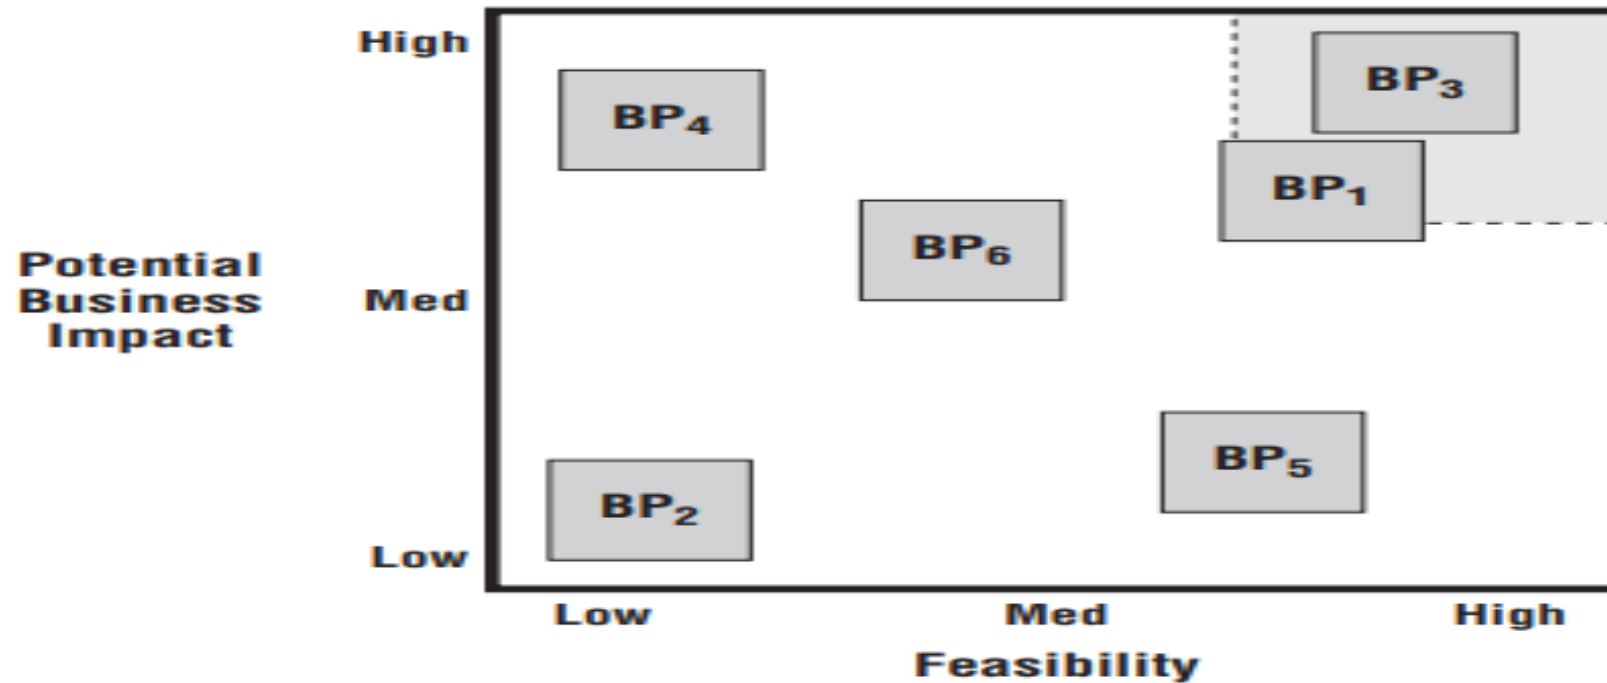 High
BP₃
BP₄
BP₁
BP₆
Potential
Business
Impact
Med
BP₅
BP₂
Low
Low Med High
Feasibility